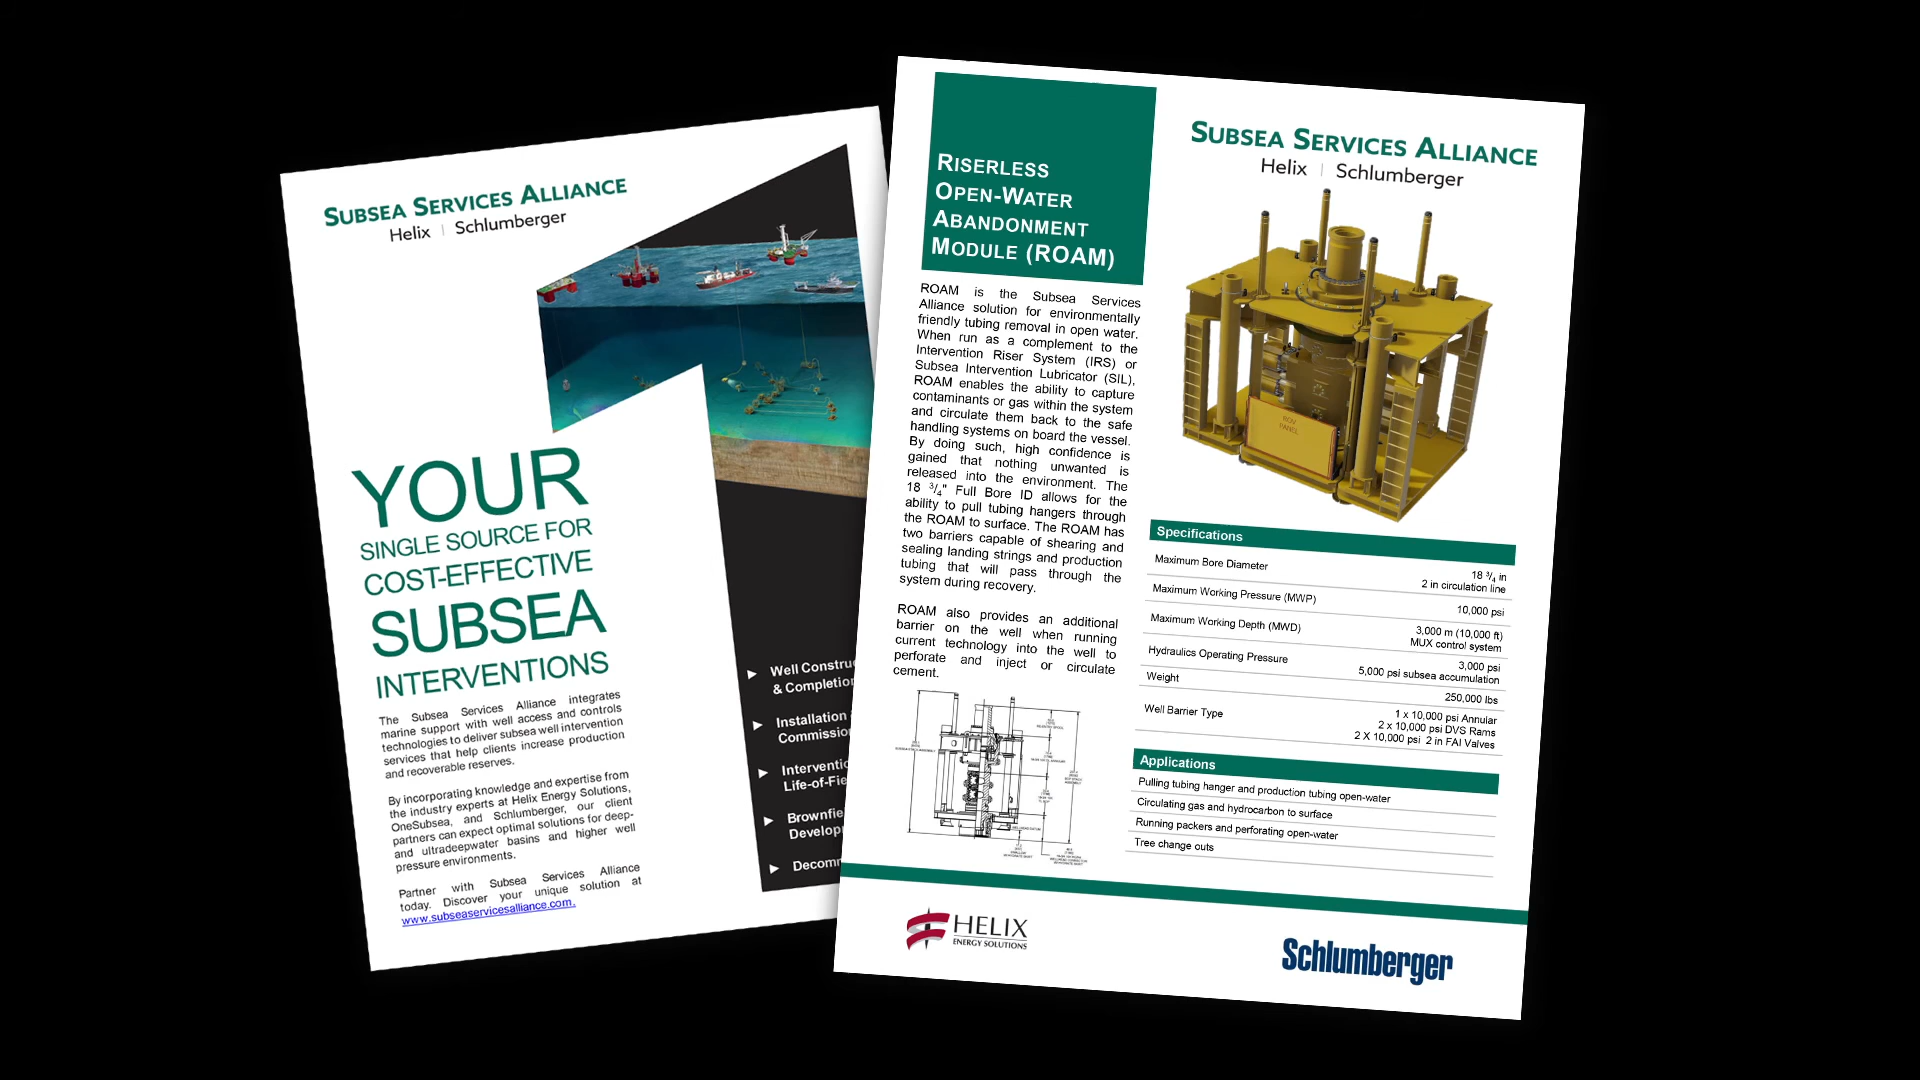 SUBSEA SERVICES ALLIANCE
Helix | Schlumberger
YOUR
SINGLE SOURCE FOR
COST-EFFECTIVE
SUBSEA
INTERVENTIONS
The Subsea Services Alliance integrates
marine support with well access and controls
technologies to deliver subsea well intervention
services that help clients increase production
and recoverable reserves.
By incorporating knowledge and expertise from
the industry experts at Helix Energy Solutions,
OneSubsea, and Schlumberger, our client
partners can expect optimal solutions for deep-
and ultradeepwater basins and higher well
pressure environments.
Partner with Subsea Services Alliance
today. Discover your unique solution at
www.subseaservicesalliance.com.
► Well Constru
& Completion
► Installation
Commissio
► Interventio
Life-of-Fie
► Brownfie
Develop
► Decom
RISERLESS
OPEN-WATER
ABANDONMENT
MODULE (ROAM)
SUBSEA SERVICES ALLIANCE
Helix | Schlumberger
ROAM is the Subsea Services
Alliance solution for environmentally
friendly tubing removal in open water.
When run as a complement to the
Intervention Riser System (IRS) or
Subsea Intervention Lubricator (SIL),
ROAM enables the ability to capture
contaminants or gas within the system
and circulate them back to the safe
handling systems on board the vessel.
By doing such, high confidence is
gained that nothing unwanted is
released into the environment. The
18 3/4" Full Bore ID allows for the
ability to pull tubing hangers through
the ROAM to surface. The ROAM has
two barriers capable of shearing and
sealing landing strings and production
tubing that will pass through the
system during recovery.
ROAM also provides an additional
barrier on the well when running
current technology into the well to
perforate and inject or circulate
cement.
ROV
PANEL
Specifications
Maximum Bore Diameter 18 3/4 in
2 in circulation line
Maximum Working Pressure (MWP) 10,000 psi
Maximum Working Depth (MWD) 3,000 m (10,000 ft)
MUX control system
Hydraulics Operating Pressure 3,000 psi
5,000 psi subsea accumulation
Weight 250,000 lbs
Well Barrier Type 1 x 10,000 psi Annular
2 x 10,000 psi DVS Rams
2 X 10,000 psi 2 in FAI Valves
Applications
Pulling tubing hanger and production tubing open-water
Circulating gas and hydrocarbon to surface
Running packers and perforating open-water
Tree change outs
HELIX
ENERGY SOLUTIONS
Schlumberger